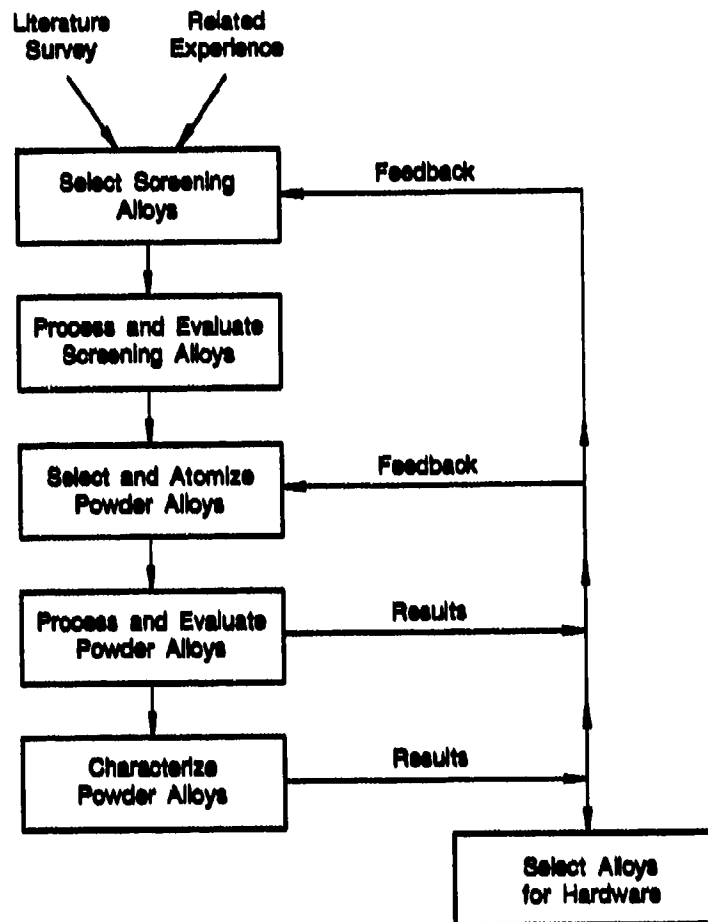 Literature
Survey
Related
Experience
Select Screening
Alloys
Feedback
Process and Evaluate
Screening Alloys
Select and Atomize
Powder Alloys
Feedback
Process and Evaluate
Powder Alloys
Results
Characterize
Powder Alloys
Results
Select Alloys
for Hardware